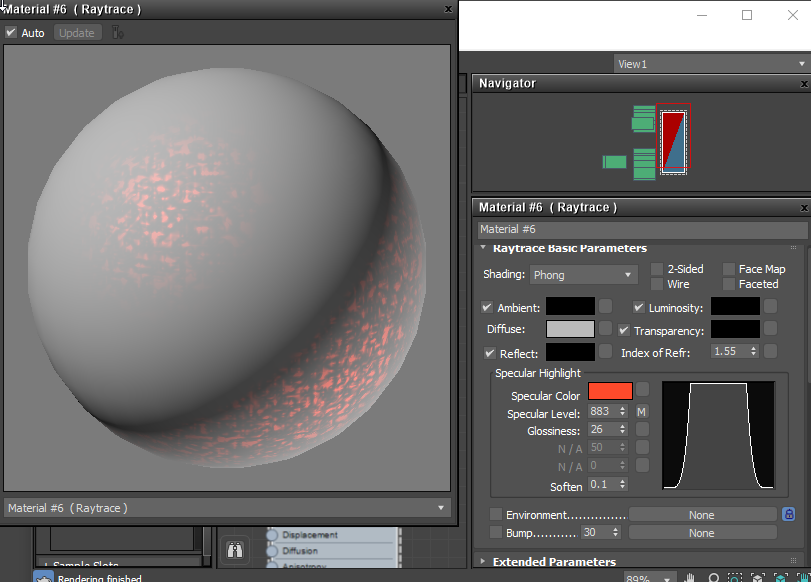 Material #6 ( Raytrace )
Auto
Update
View1
Navigator
Material #6 ( Raytrace )
Material #6
Raytrace Basic Parameters
Shading: Phong
2-Sided
Face Map
Wire
Faceted
Ambient:
Luminosity:
Diffuse:
Transparency:
Reflect:
Index of Refr: 1.55
Specular Highlight
Specular Color
Specular Level: 883 M
Glossiness: 26
N / A 50
N / A 0
Soften 0.1
Environment............... None
Bump........... 30 None
Extended Parameters
Material #6 ( Raytrace )
Displacement
Diffusion
Anisotropy
Sample Slots
Rendering finished
89%